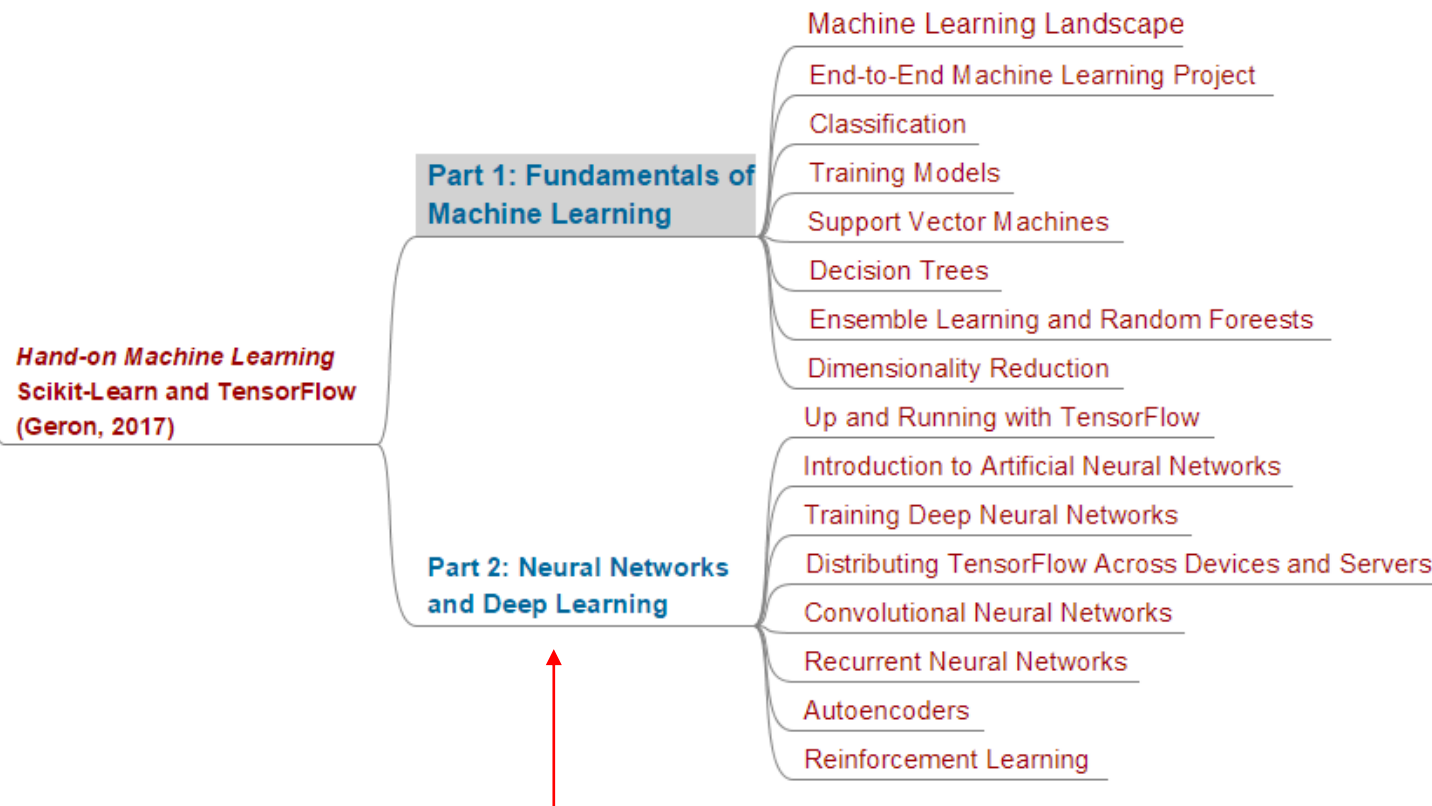 Hand-on Machine Learning
Scikit-Learn and TensorFlow
(Geron, 2017)
Part 1: Fundamentals of
Machine Learning
Machine Learning Landscape
End-to-End Machine Learning Project
Classification
Training Models
Support Vector Machines
Decision Trees
Ensemble Learning and Random Foreests
Dimensionality Reduction
Part 2: Neural Networks
and Deep Learning
Up and Running with TensorFlow
Introduction to Artificial Neural Networks
Training Deep Neural Networks
Distributing TensorFlow Across Devices and Servers
Convolutional Neural Networks
Recurrent Neural Networks
Autoencoders
Reinforcement Learning